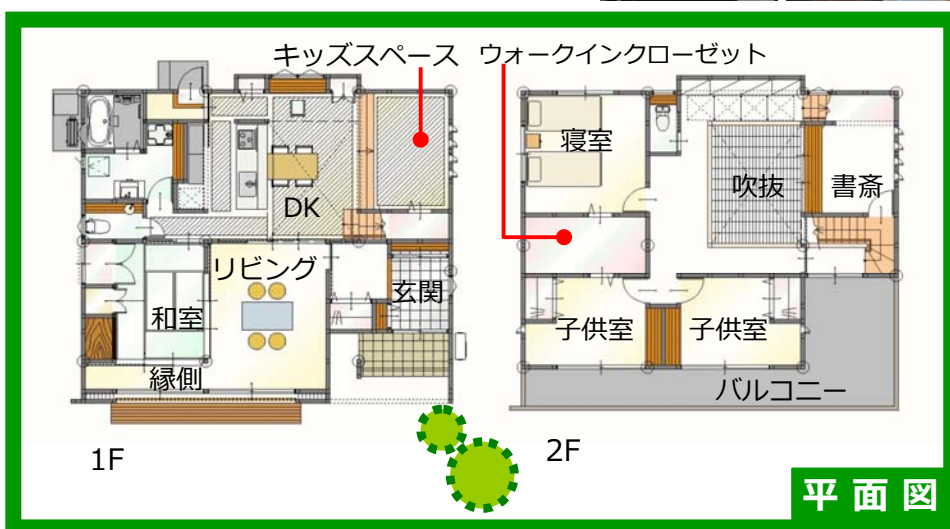 キッズスペース
ウォークインクローゼット
寝室
吹抜
書斎
DK
リビング
玄関
和室
縁側
子供室
子供室
バルコニー
1F
2F
平面図